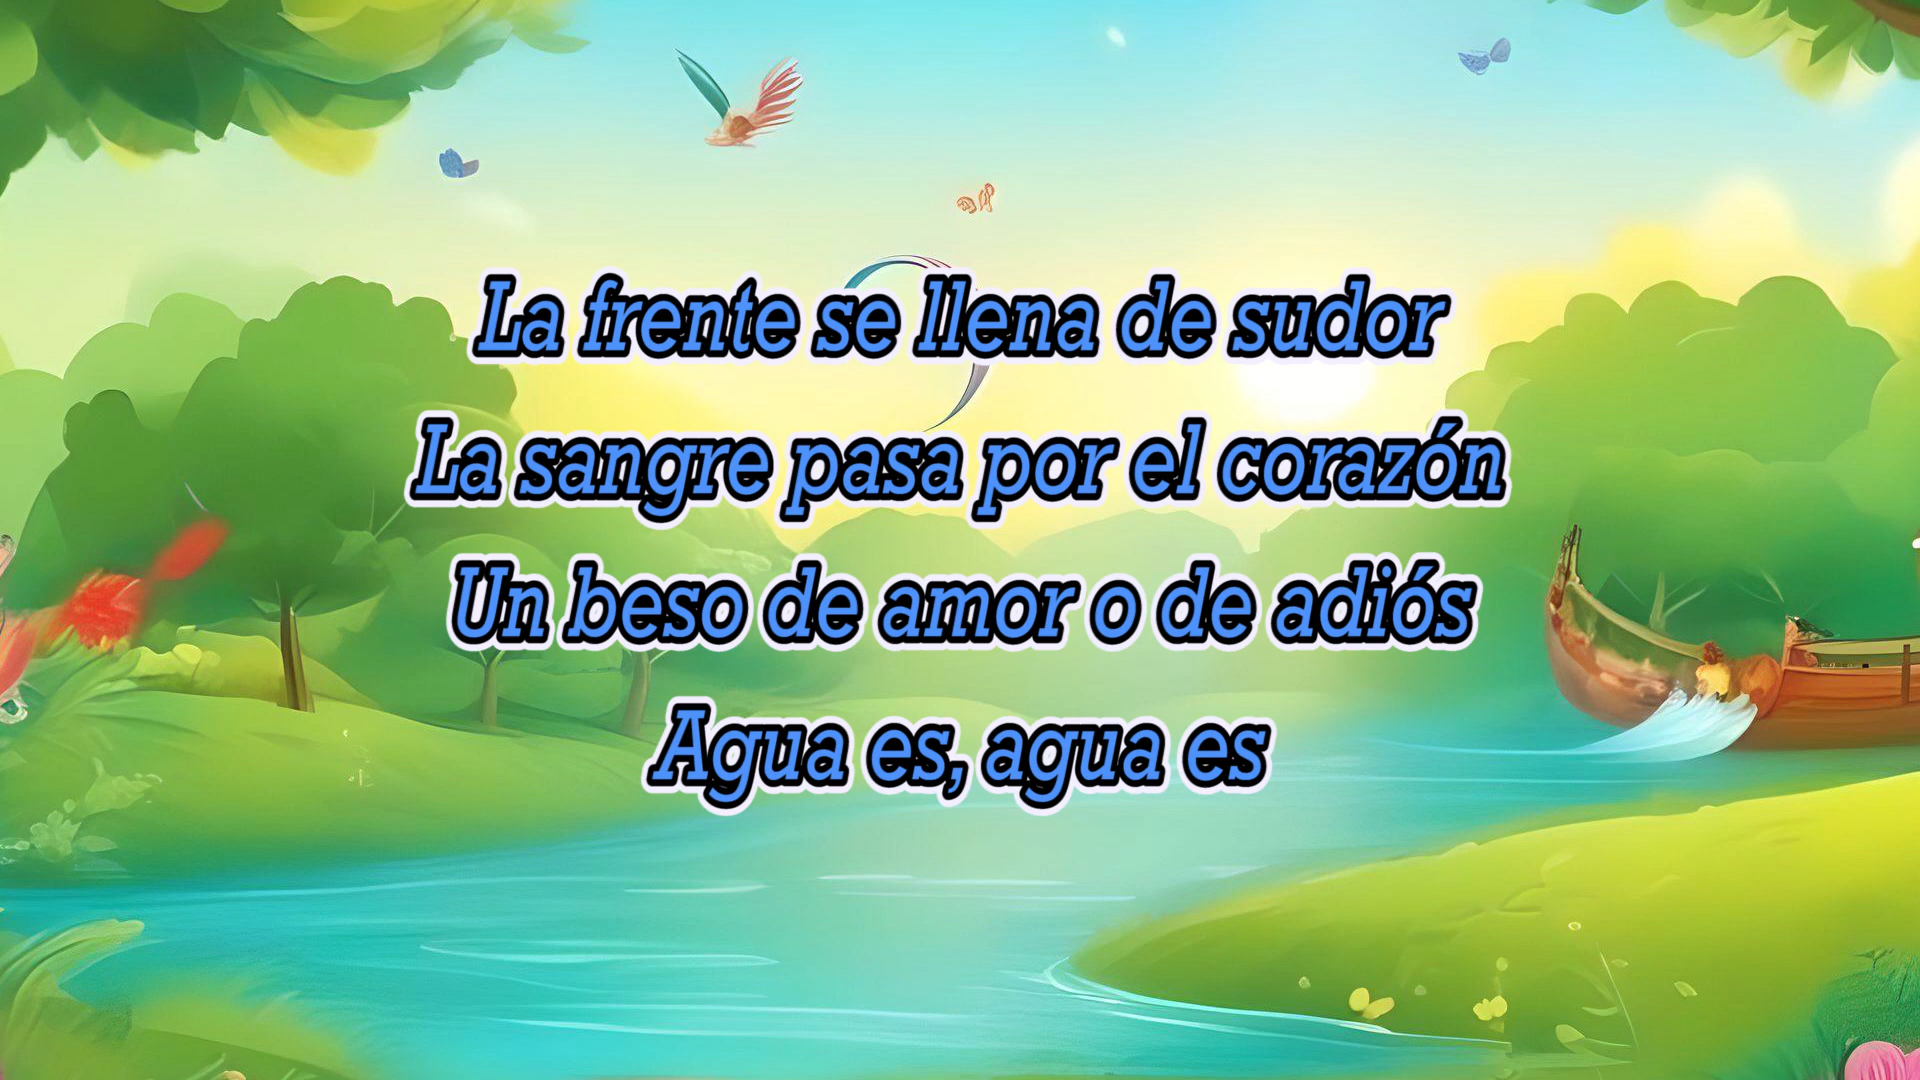 La frente se llena de sudor
La sangre pasa por el corazón
Un beso de amor o de adiós
Agua es, agua es